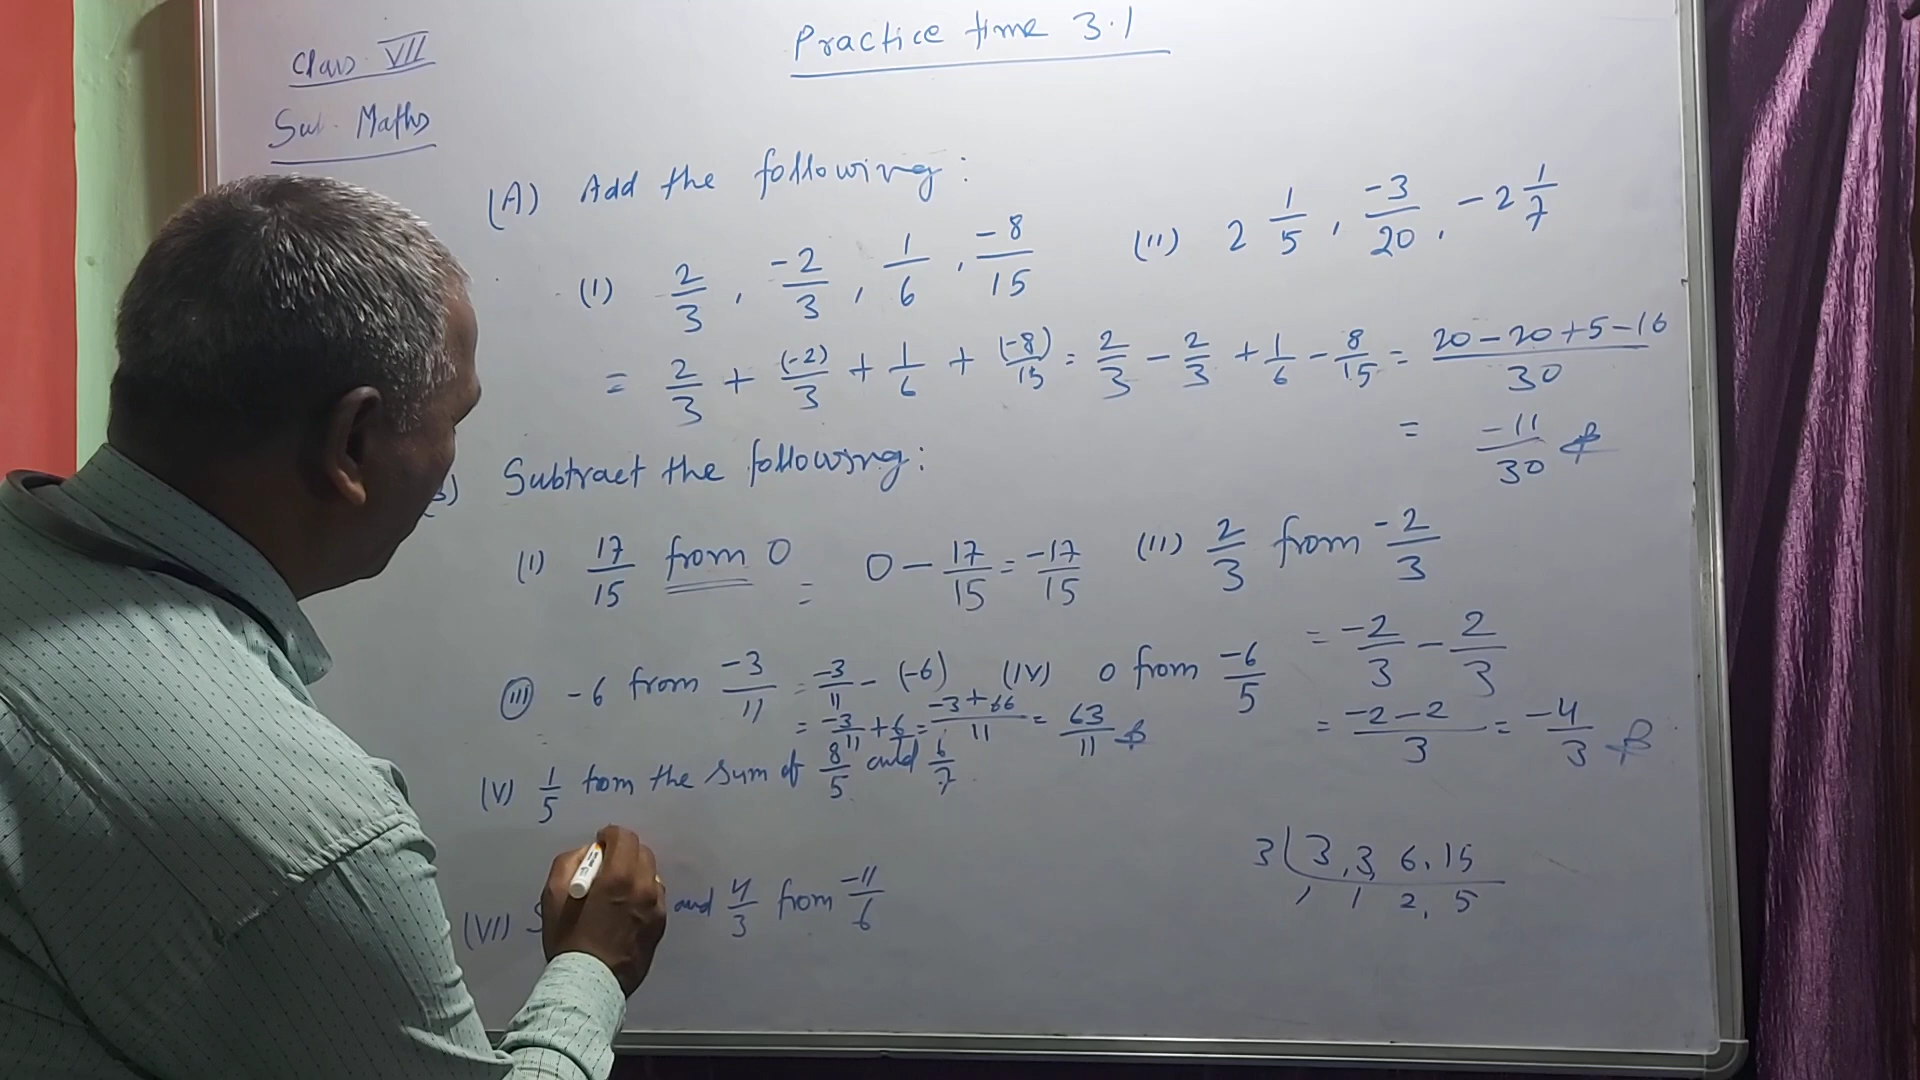 Practice time 3.1
Class VII
Sub. Maths
(A) Add the following:
(I) 2/3, -2/3, 1/6, -8/15 (II) 2 1/5, -3/20, -2 1/7
= 2/3 + (-2)/3 + 1/6 + (-8)/15 = 2/3 - 2/3 + 1/6 - 8/15 = 20-20+5-16/30
= -11/30
Subtract the following:
(I) 17/15 from 0 = 0 - 17/15 = -17/15 (II) 2/3 from -2/3
= -2/3 - 2/3
= -2-2/3 = -4/3
(III) -6 from -3/11 = -3/11 - (-6) (IV) 0 from -6/5
= -3/11 + 6 = -3+66/11 = 63/11
(V) 1/5 from the sum of 8/5 and 6/7
(VI) and 4/3 from -11/6
3 3, 3, 6, 15
1 1 2, 5